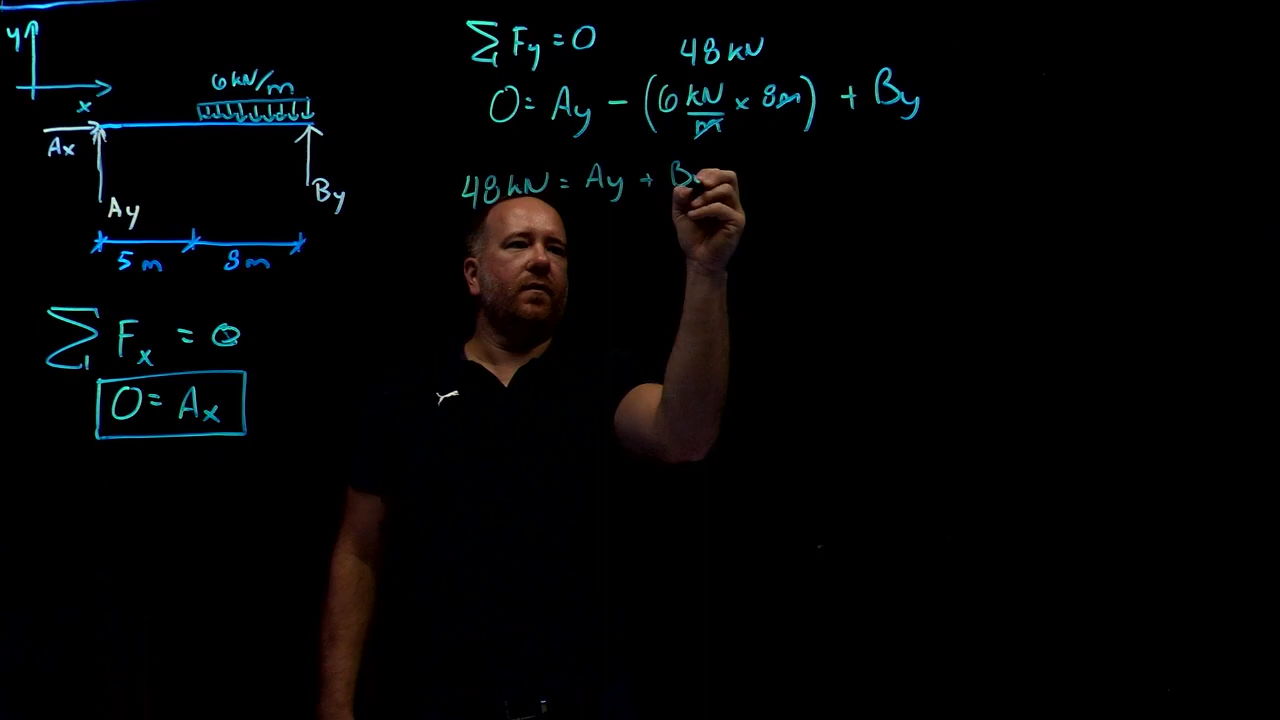 y
x
6 kN/m
Ax
Ay
By
5 m
8 m
∑ Fx = 0
0 = Ax
∑ Fy = 0
48 kN
0 = Ay - (6 kN/m x 8m) + By
48 kN = Ay + By